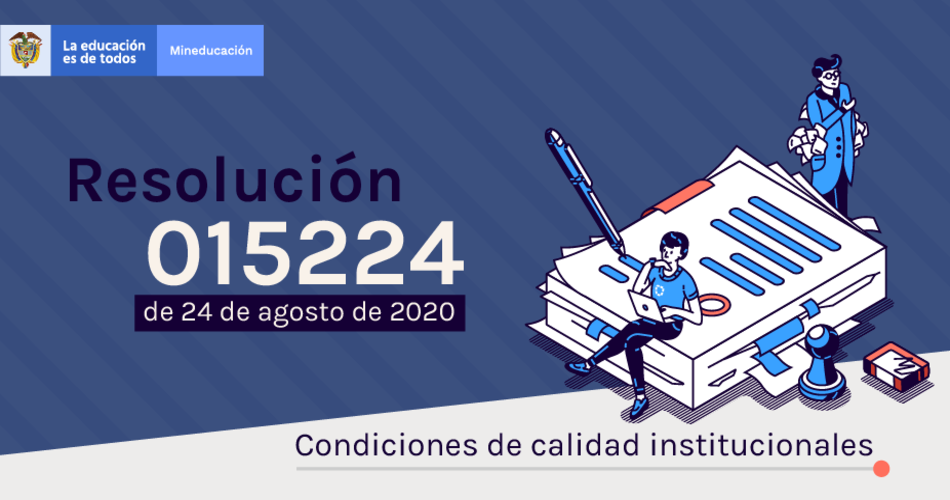 La educación
es de todos
Mineducación
Resolución
015224
de 24 de agosto de 2020
Condiciones de calidad institucionales